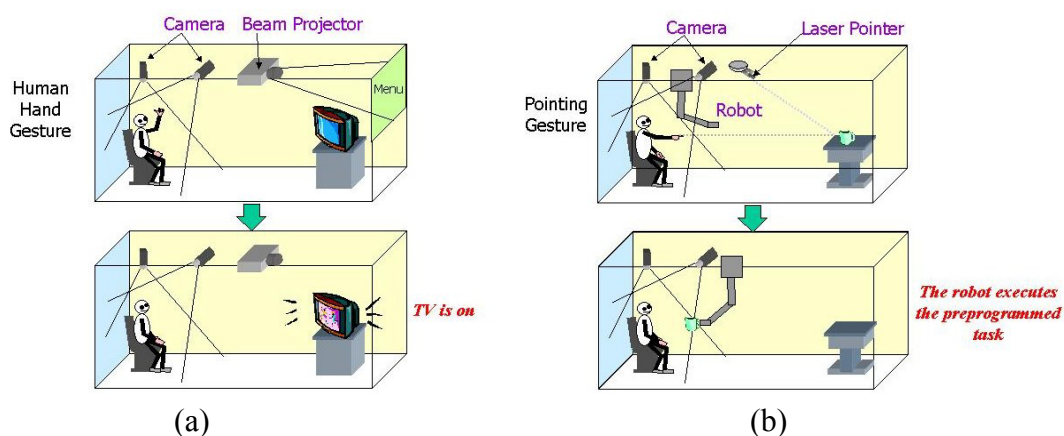 Camera
Beam Projector
Human
Hand
Gesture
Menu
TV is on
(a)
Camera
Laser Pointer
Pointing
Gesture
Robot
The robot executes
the preprogrammed
task
(b)